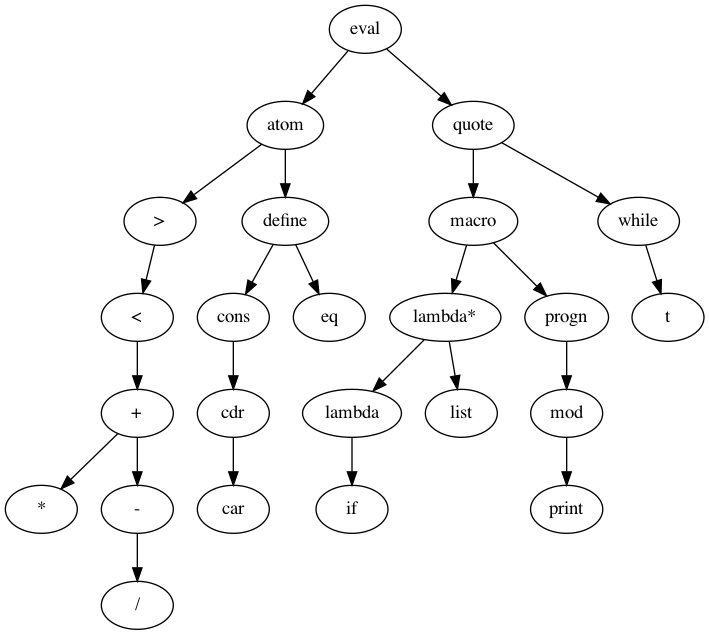 eval
atom quote
> define macro while
< cons eq lambda* progn t
+ cdr lambda list mod
* - car if print
/